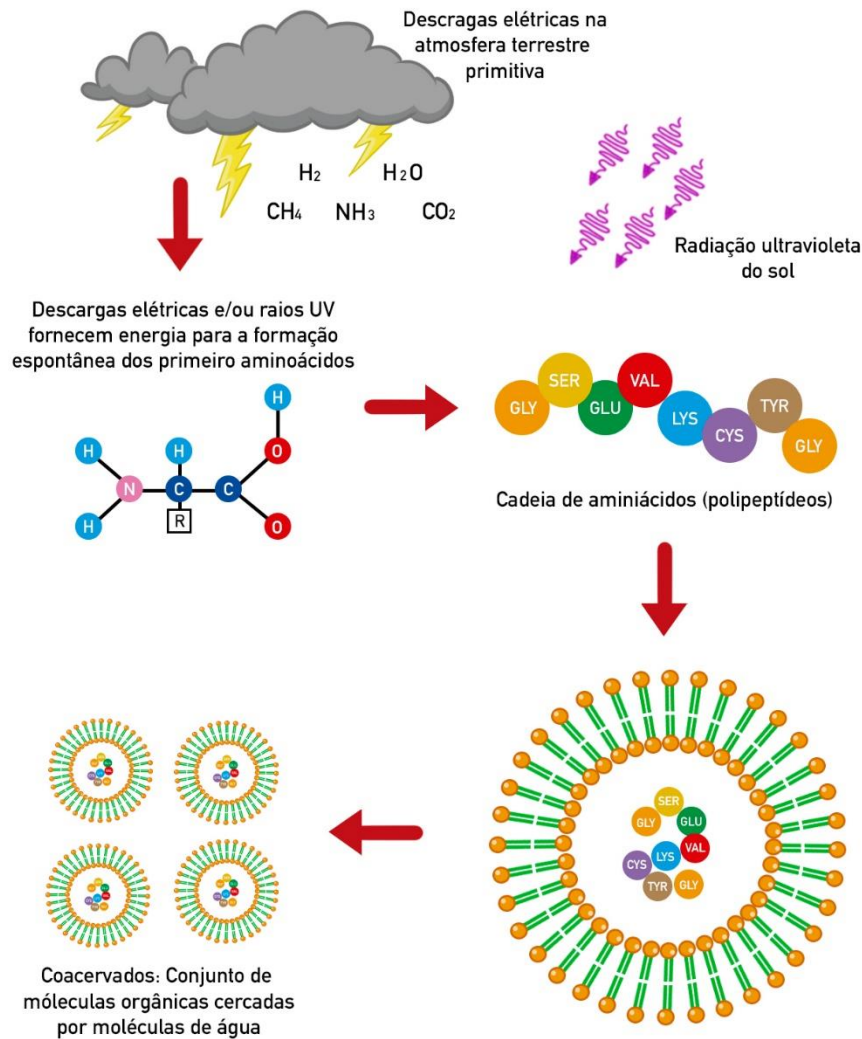 Descragas elétricas na
atmosfera terrestre
primitiva
H₂ H₂O
CH₄ NH₃ CO₂
Radiação ultravioleta
do sol
Descargas elétricas e/ou raios UV
fornecem energia para a formação
espontânea dos primeiro aminoácidos
H
H H O
N C C
H R O
GLY SER GLU VAL LYS CYS TYR GLY
Cadeia de aminiácidos (polipeptídeos)
SER
GLY GLU
CYS LYS VAL
TYR GLY
Coacervados: Conjunto de
móleculas orgânicas cercadas
por moléculas de água